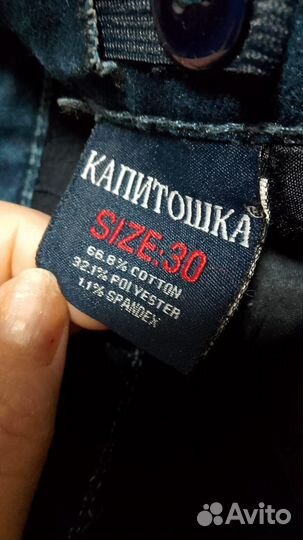 КАПИТОШКА®
SIZE:30
66.8% COTTON
32.1% POLYESTER
1.1% SPANDEX
Avito